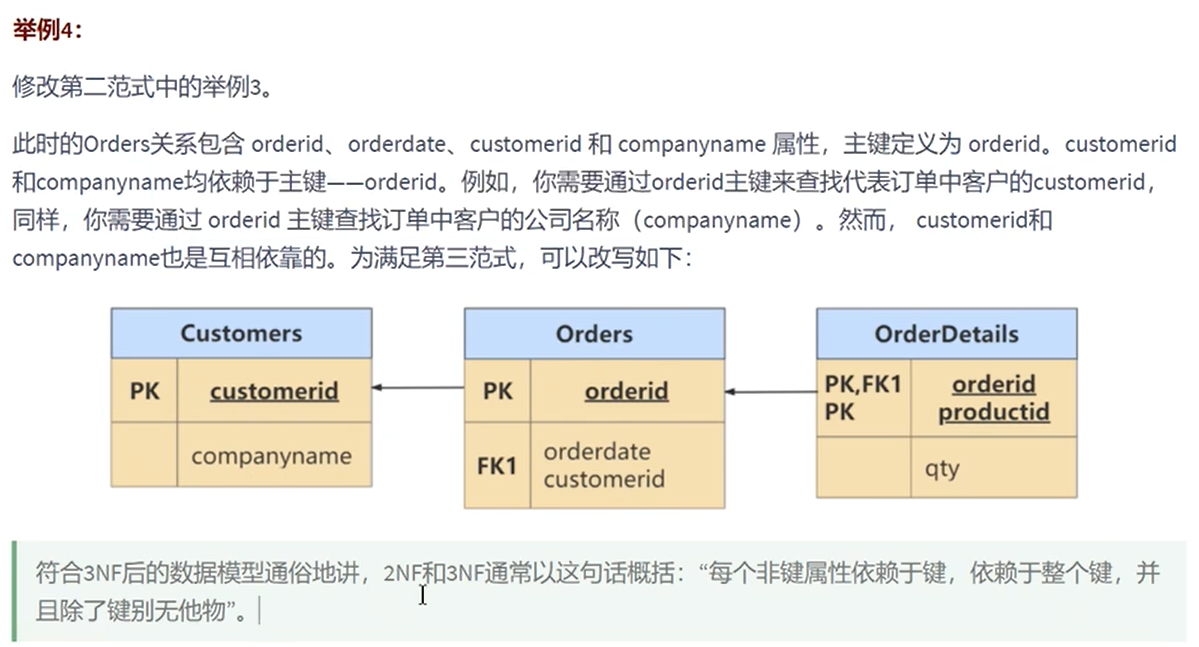 举例4：
修改第二范式中的举例3。
此时的Orders关系包含 orderid、orderdate、customerid 和 companyname 属性，主键定义为 orderid。customerid
和companyname均依赖于主键——orderid。例如，你需要通过orderid主键来查找代表订单中客户的customerid，
同样，你需要通过 orderid 主键查找订单中客户的公司名称（companyname）。然而， customerid和
companyname也是互相依靠的。为满足第三范式，可以改写如下：
Customers
PK customerid
companyname
Orders
PK orderid
FK1 orderdate
customerid
OrderDetails
PK,FK1 orderid
PK productid
qty
符合3NF后的数据模型通俗地讲，2NF和3NF通常以这句话概括：“每个非键属性依赖于键，依赖于整个键，并
且除了键别无他物”。